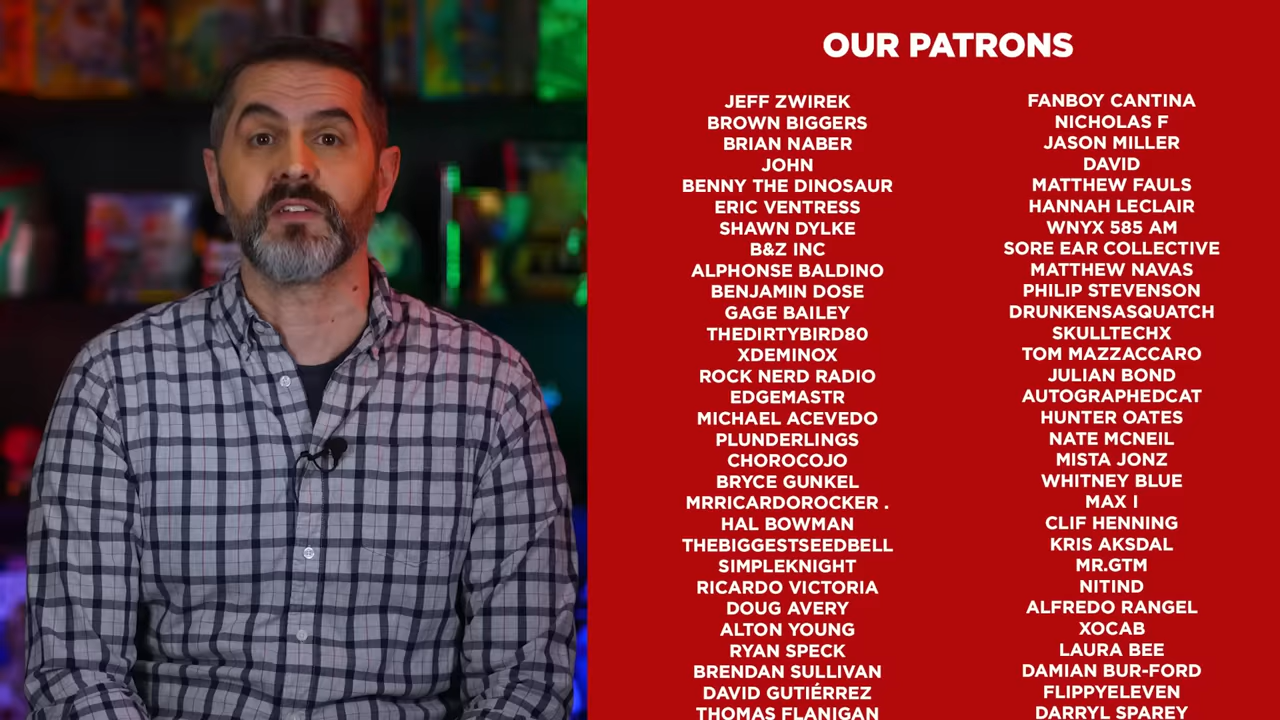 OUR PATRONS
JEFF ZWIREK
BROWN BIGGERS
BRIAN NABER
JOHN
BENNY THE DINOSAUR
ERIC VENTRESS
SHAWN DYLKE
B&Z INC
ALPHONSE BALDINO
BENJAMIN DOSE
GAGE BAILEY
THEDIRTYBIRD80
XDEMINOX
ROCK NERD RADIO
EDGEMASTR
MICHAEL ACEVEDO
PLUNDERLINGS
CHOROCOJO
BRYCE GUNKEL
MRRICARDOROCKER .
HAL BOWMAN
THEBIGGESTSEEDBELL
SIMPLEKNIGHT
RICARDO VICTORIA
DOUG AVERY
ALTON YOUNG
RYAN SPECK
BRENDAN SULLIVAN
DAVID GUTIÉRREZ
THOMAS FLANIGAN
FANBOY CANTINA
NICHOLAS F
JASON MILLER
DAVID
MATTHEW FAULS
HANNAH LECLAIR
WNYX 585 AM
SORE EAR COLLECTIVE
MATTHEW NAVAS
PHILIP STEVENSON
DRUNKENSASQUATCH
SKULLTECHX
TOM MAZZACCARO
JULIAN BOND
AUTOGRAPHEDCAT
HUNTER OATES
NATE MCNEIL
MISTA JONZ
WHITNEY BLUE
MAX I
CLIF HENNING
KRIS AKSDAL
MR.GTM
NITIND
ALFREDO RANGEL
XOCAB
LAURA BEE
DAMIAN BUR-FORD
FLIPPYELEVEN
DARRYL SPAREY